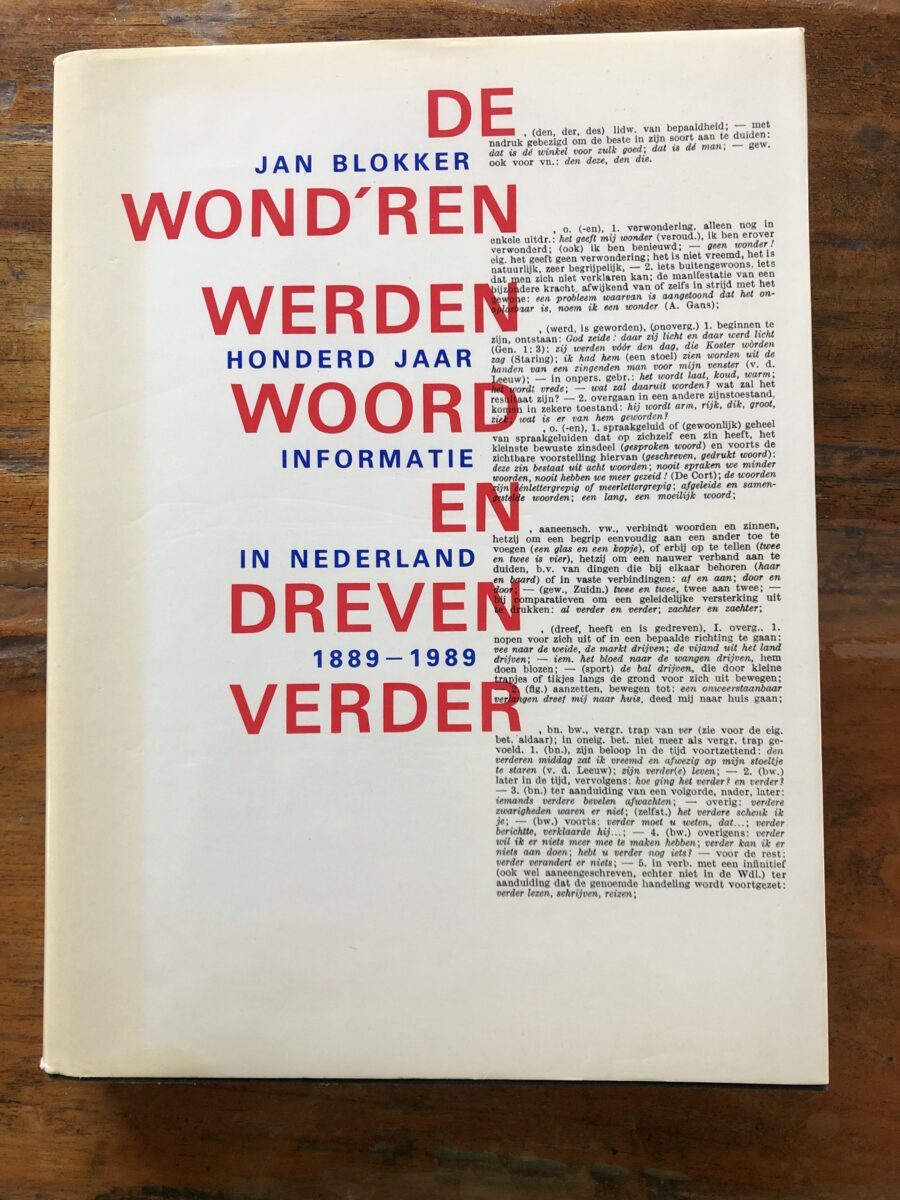 DE
JAN BLOKKER
WOND'REN
WERDEN
HONDERD JAAR
WOORD
INFORMATIE
EN
IN NEDERLAND
DREVEN
1889–1989
VERDER
, (den, der, des) lidw. van bepaaldheid; — met
nadruk gebezigd om de beste in zijn soort aan te duiden:
dat is dé winkel voor zulk goed; dat is dé man; — gew.
ook voor vn.: den deze, den die.
, o. (-en), 1. verwondering, alleen nog in
enkele uitdr.: het geeft mij wonder (veroud.), ik ben erover
verwonderd; (ook) ik ben benieuwd; — geen wonder!
eig. het geeft geen verwondering; het is niet vreemd, het is
natuurlijk, zeer begrijpelijk, — 2. iets buitengewoons, iets
dat men zich niet verklaren kan; de manifestatie van een
bijzondere kracht, afwijkend van of zelfs in strijd met het
gewone: een probleem waarvan is aangetoond dat het on-
oplosbaar is, noem ik een wonder (A. Gans);
, (werd, is geworden), (onoverg.) 1. beginnen te
zijn, ontstaan: God zeide: daar zij licht en daar werd licht
(Gen. 1:3); zij werden vóór den dag, die Koster wòrden
zag (Staring); ik had hem (een stoel) zien worden uit de
handen van een zingenden man voor mijn venster (v. d.
Leeuw); — in onpers. gebr.: het wordt laat, koud, warm;
het wordt vrede; — wat zal daaruit worden? wat zal het
resultaat zijn? — 2. overgaan in een andere zijnstoestand,
komen in zekere toestand: hij wordt arm, rijk, dik, groot,
ziek; wat is er van hem geworden?
, o. (-en), 1. spraakgeluid of (gewoonlijk) geheel
van spraakgeluiden dat op zichzelf een zin heeft, het
kleinste bewuste zinsdeel (gesproken woord) en voorts de
zichtbare voorstelling hiervan (geschreven, gedrukt woord):
deze zin bestaat uit acht woorden; nooit spraken we minder
woorden, nooit hebben we meer gezeid! (De Cort); de woorden
zijn éénlettergrepig of meerlettergrepig; afgeleide en samen-
gestelde woorden; een lang, een moeilijk woord;
, aaneensch. vw., verbindt woorden en zinnen,
hetzij om een begrip eenvoudig aan een ander toe te
voegen (een glas en een kopje), of erbij op te tellen (twee
en twee is vier), hetzij om een nauwer verband aan te
duiden, b.v. van dingen die bij elkaar behoren (haar
en baard) of in vaste verbindingen: af en aan; door en
door; — (gew., Zuidn.) twee en twee, twee aan twee; —
bij comparatieven om een geleidelijke versterking uit
te drukken: al verder en verder; zachter en zachter;
, (dreef, heeft en is gedreven), I. overg.. 1.
nopen voor zich uit of in een bepaalde richting te gaan:
vee naar de weide, de markt drijven; de vijand uit het land
drijven; — iem. het bloed naar de wangen drijven, hem
doen blozen; — (sport) de bal drijven, die door kleine
trapjes of tikjes langs de grond voor zich uit bewegen;
— 2. (fig.) aanzetten, bewegen tot: een onweerstaanbaar
verlangen dreef mij naar huis, deed mij naar huis gaan;
, bn. bw., vergr. trap van ver (zie voor de eig.
bet. aldaar); in oneig. bet. niet meer als vergr. trap ge-
voeld. 1. (bn.), zijn beloop in de tijd voortzettend: den
verderen middag zat ik vreemd en afwezig op mijn stoeltje
te staren (v. d. Leeuw); zijn verder(e) leven; — 2. (bw.)
later in de tijd, vervolgens: hoe ging het verder? en verder?
— 3. (bn.) ter aanduiding van een volgorde, nader, later:
iemands verdere bevelen afwachten; — overig: verdere
zwarigheden waren er niet; (zelfst.) het verdere schenk ik
je; — (bw.) voorts: verder moet u weten, dat...; verder
berichtte, verklaarde hij...; — 4. (bw.) overigens: verder
wil ik er niets meer mee te maken hebben; verder kan ik er
niets aan doen; hebt u verder nog iets? — voor de rest:
verder verandert er niets; — 5. in verb. met een infinitief
(ook wel aaneengeschreven, echter niet in de Wdl.) ter
aanduiding dat de genoemde handeling wordt voortgezet:
verder lezen, schrijven, reizen;